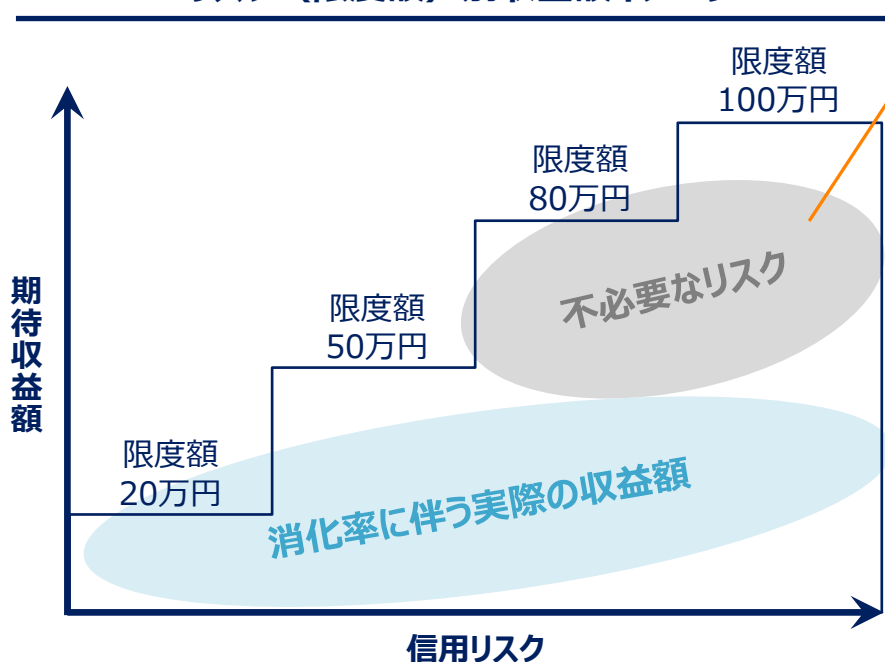 限度額
100万円
限度額
80万円
不必要なリスク
限度額
50万円
期待収益額
限度額
20万円
消化率に伴う実際の収益額
信用リスク